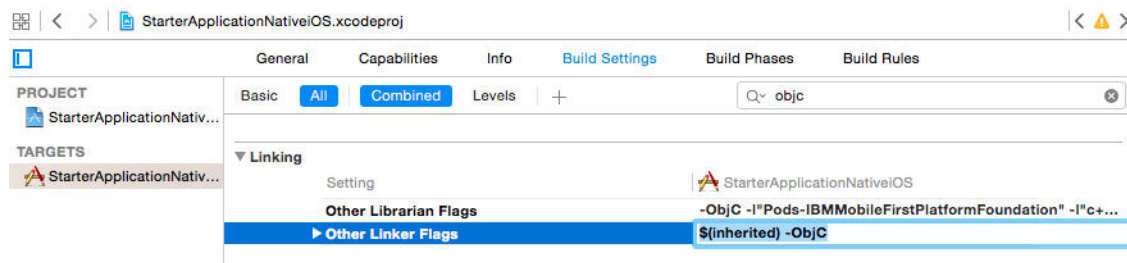 StarterApplicationNativeiOS.xcodeproj
General Capabilities Info Build Settings Build Phases Build Rules
PROJECT
Basic All Combined Levels + objc
StarterApplicationNativ...
TARGETS
StarterApplicationNativ...
Linking
Setting StarterApplicationNativeiOS
Other Librarian Flags -ObjC -l"Pods-IBMMobileFirstPlatformFoundation" -l"c+...
Other Linker Flags $(inherited) -ObjC